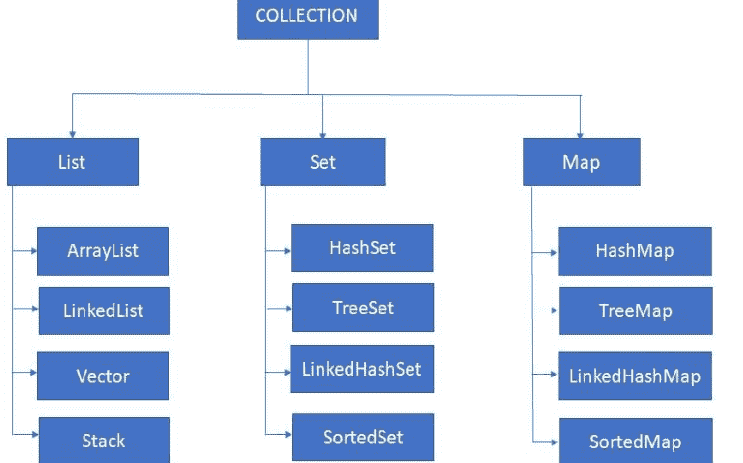 COLLECTION
List
Set
Map
ArrayList
HashSet
HashMap
LinkedList
TreeSet
TreeMap
Vector
LinkedHashSet
LinkedHashMap
Stack
SortedSet
SortedMap